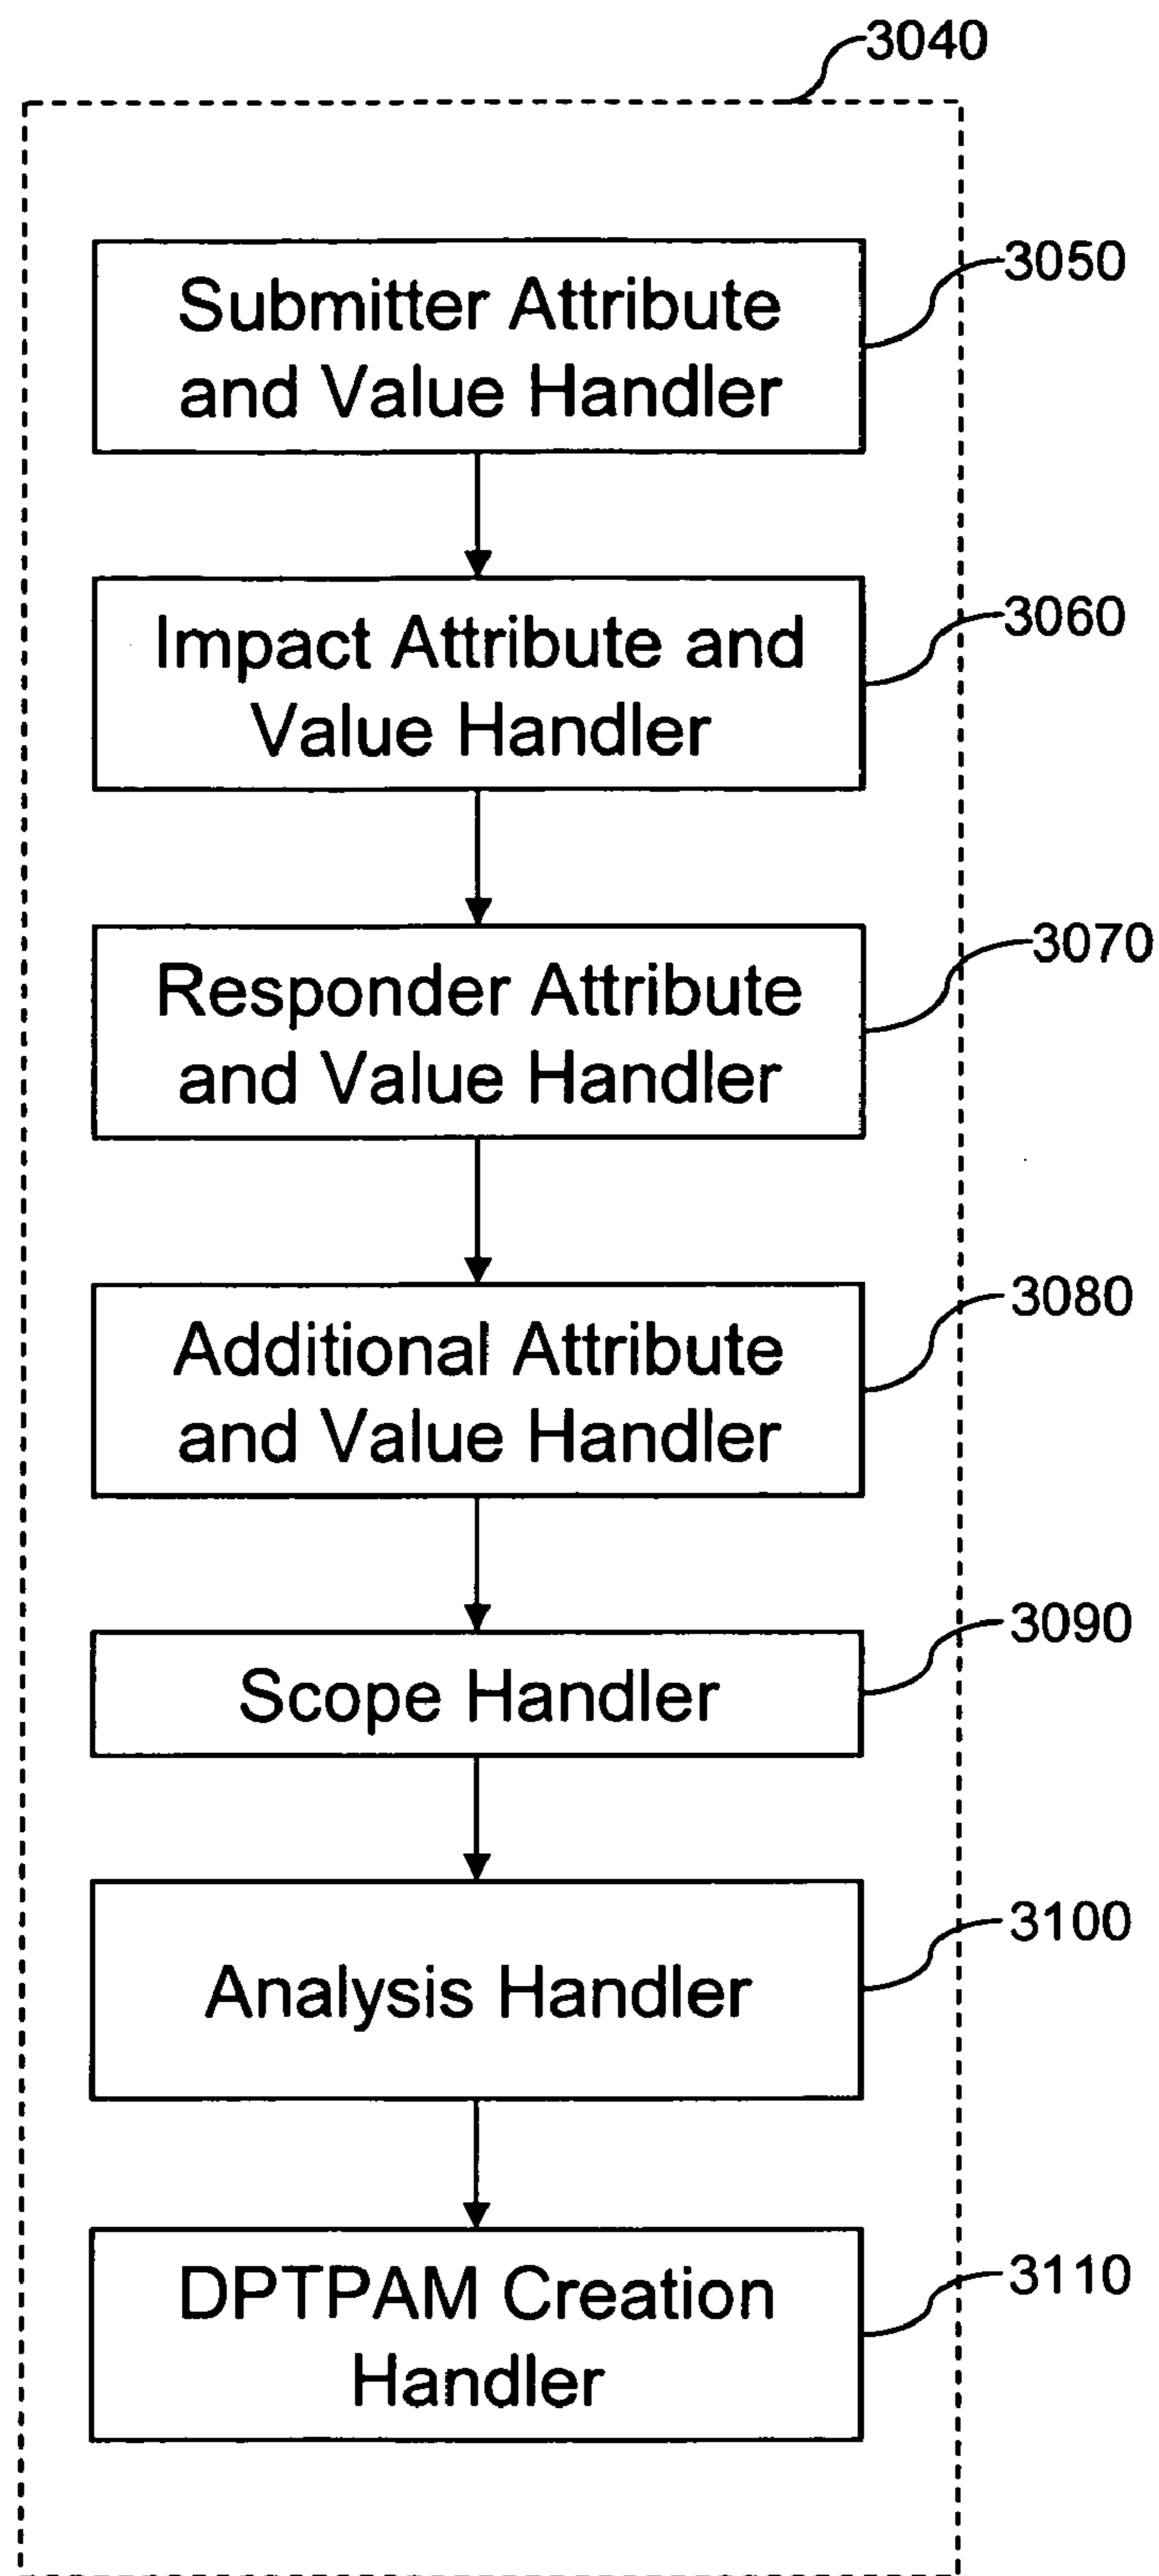 3040
3050
Submitter Attribute
and Value Handler
3060
Impact Attribute and
Value Handler
3070
Responder Attribute
and Value Handler
3080
Additional Attribute
and Value Handler
3090
Scope Handler
3100
Analysis Handler
3110
DPTPAM Creation
Handler